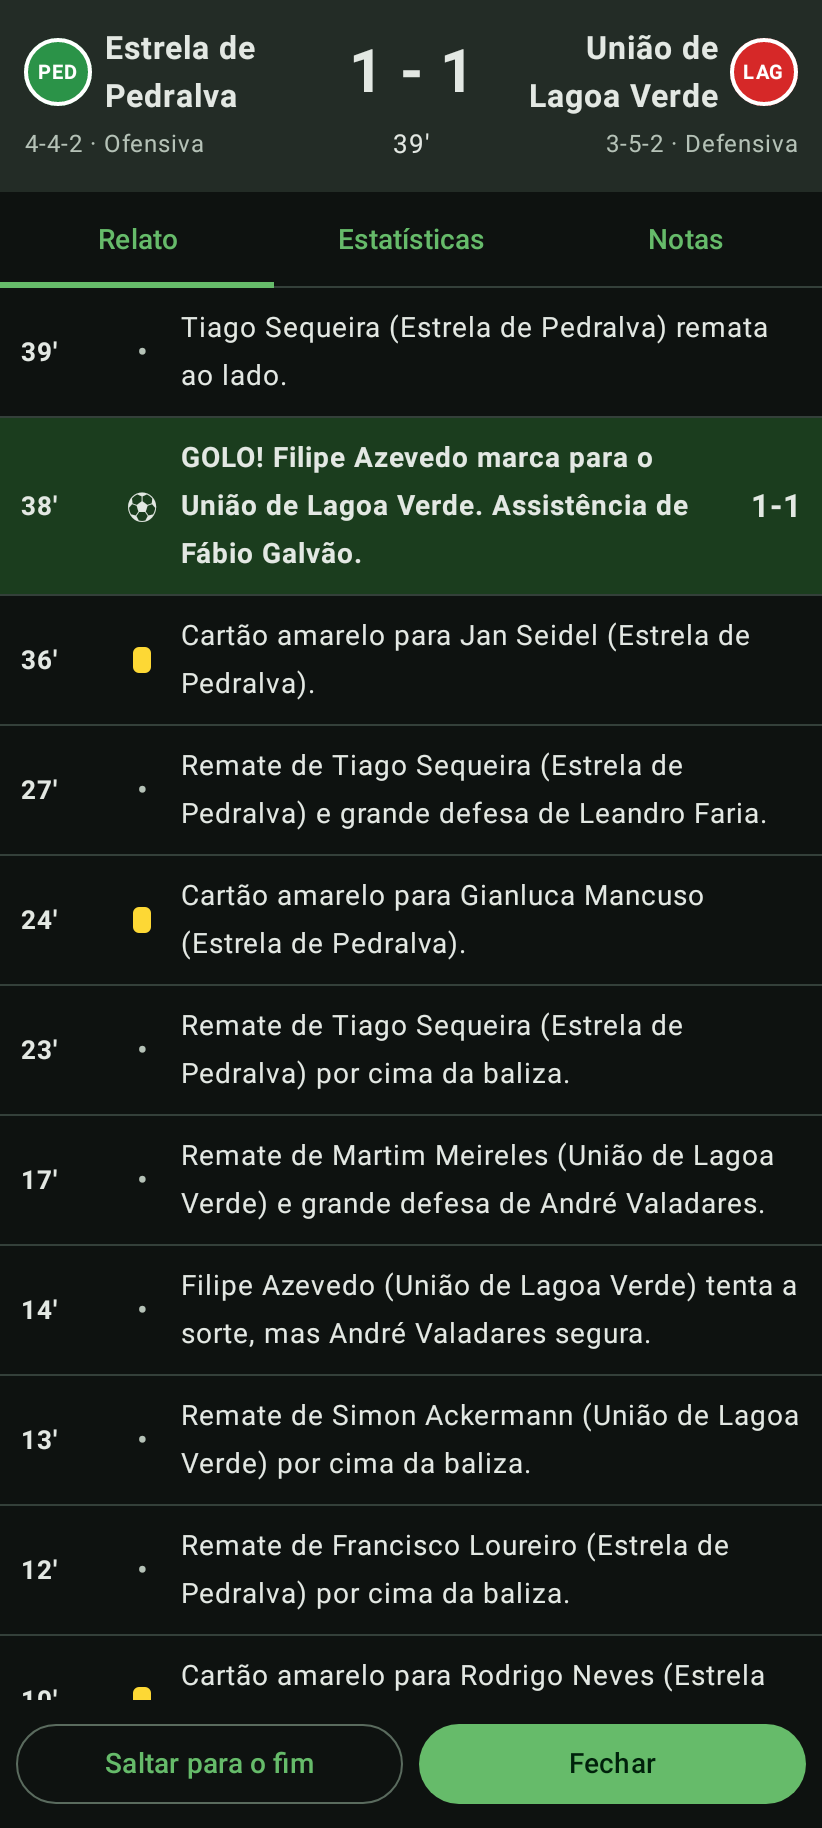 PED
Estrela de
Pedralva
1 - 1
União de
Lagoa Verde
LAG
4-4-2 · Ofensiva
39'
3-5-2 · Defensiva
Relato
Estatísticas
Notas
39'
Tiago Sequeira (Estrela de Pedralva) remata
ao lado.
38'
GOLO! Filipe Azevedo marca para o
União de Lagoa Verde. Assistência de
Fábio Galvão.
1-1
36'
Cartão amarelo para Jan Seidel (Estrela de
Pedralva).
27'
Remate de Tiago Sequeira (Estrela de
Pedralva) e grande defesa de Leandro Faria.
24'
Cartão amarelo para Gianluca Mancuso
(Estrela de Pedralva).
23'
Remate de Tiago Sequeira (Estrela de
Pedralva) por cima da baliza.
17'
Remate de Martim Meireles (União de Lagoa
Verde) e grande defesa de André Valadares.
14'
Filipe Azevedo (União de Lagoa Verde) tenta a
sorte, mas André Valadares segura.
13'
Remate de Simon Ackermann (União de Lagoa
Verde) por cima da baliza.
12'
Remate de Francisco Loureiro (Estrela de
Pedralva) por cima da baliza.
Cartão amarelo para Rodrigo Neves (Estrela
Saltar para o fim
Fechar